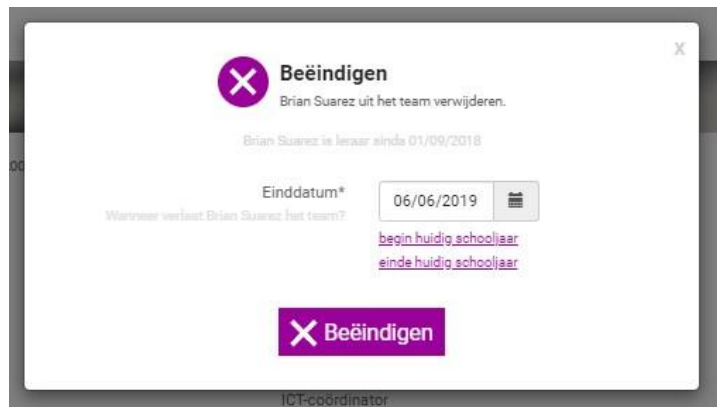 X
Beëindigen
Brian Suarez uit het team verwijderen.
Brian Suarez is leraar sinds 01/09/2018
Einddatum*
06/06/2019
Wanneer verlaat Brian Suarez het team?
begin huidig schooljaar
einde huidig schooljaar
Beëindigen
ICT-coördinator